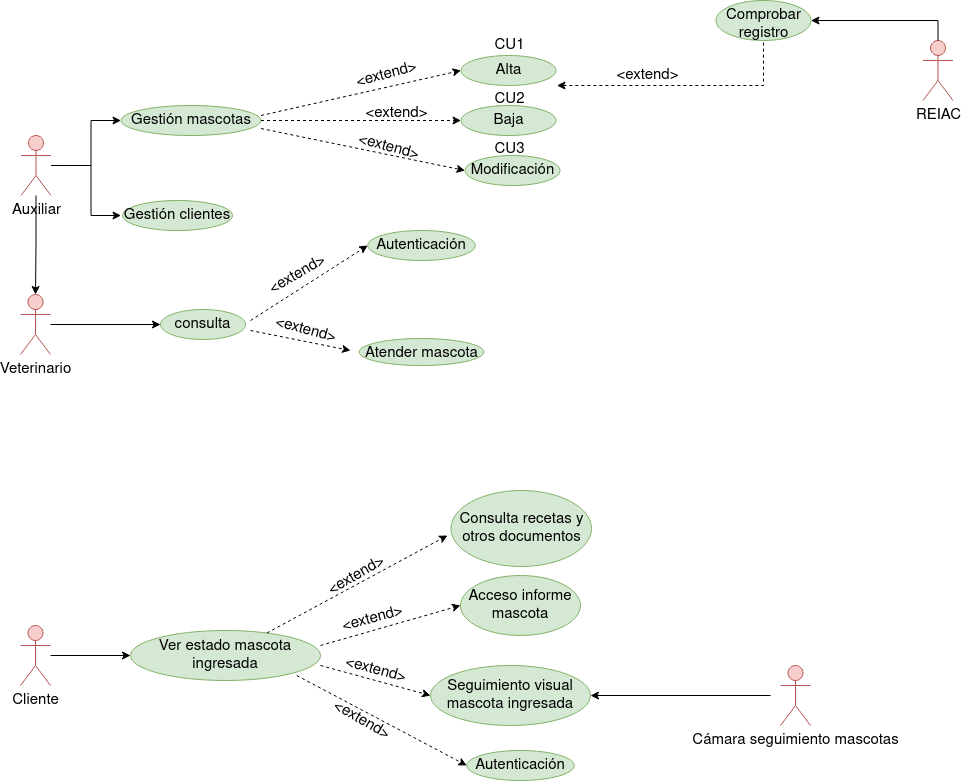 Comprobar
registro
CU1
<extend>
Alta
<extend>
CU2
REIAC
<extend>
Gestión mascotas
Baja
CU3
<extend>
Modificación
Auxiliar
Gestión clientes
Autenticación
<extend>
consulta
<extend>
Atender mascota
Veterinario
Consulta recetas y
otros documentos
<extend>
Acceso informe
mascota
<extend>
Ver estado mascota
ingresada
<extend>
Seguimiento visual
mascota ingresada
Cliente
<extend>
Cámara seguimiento mascotas
Autenticación